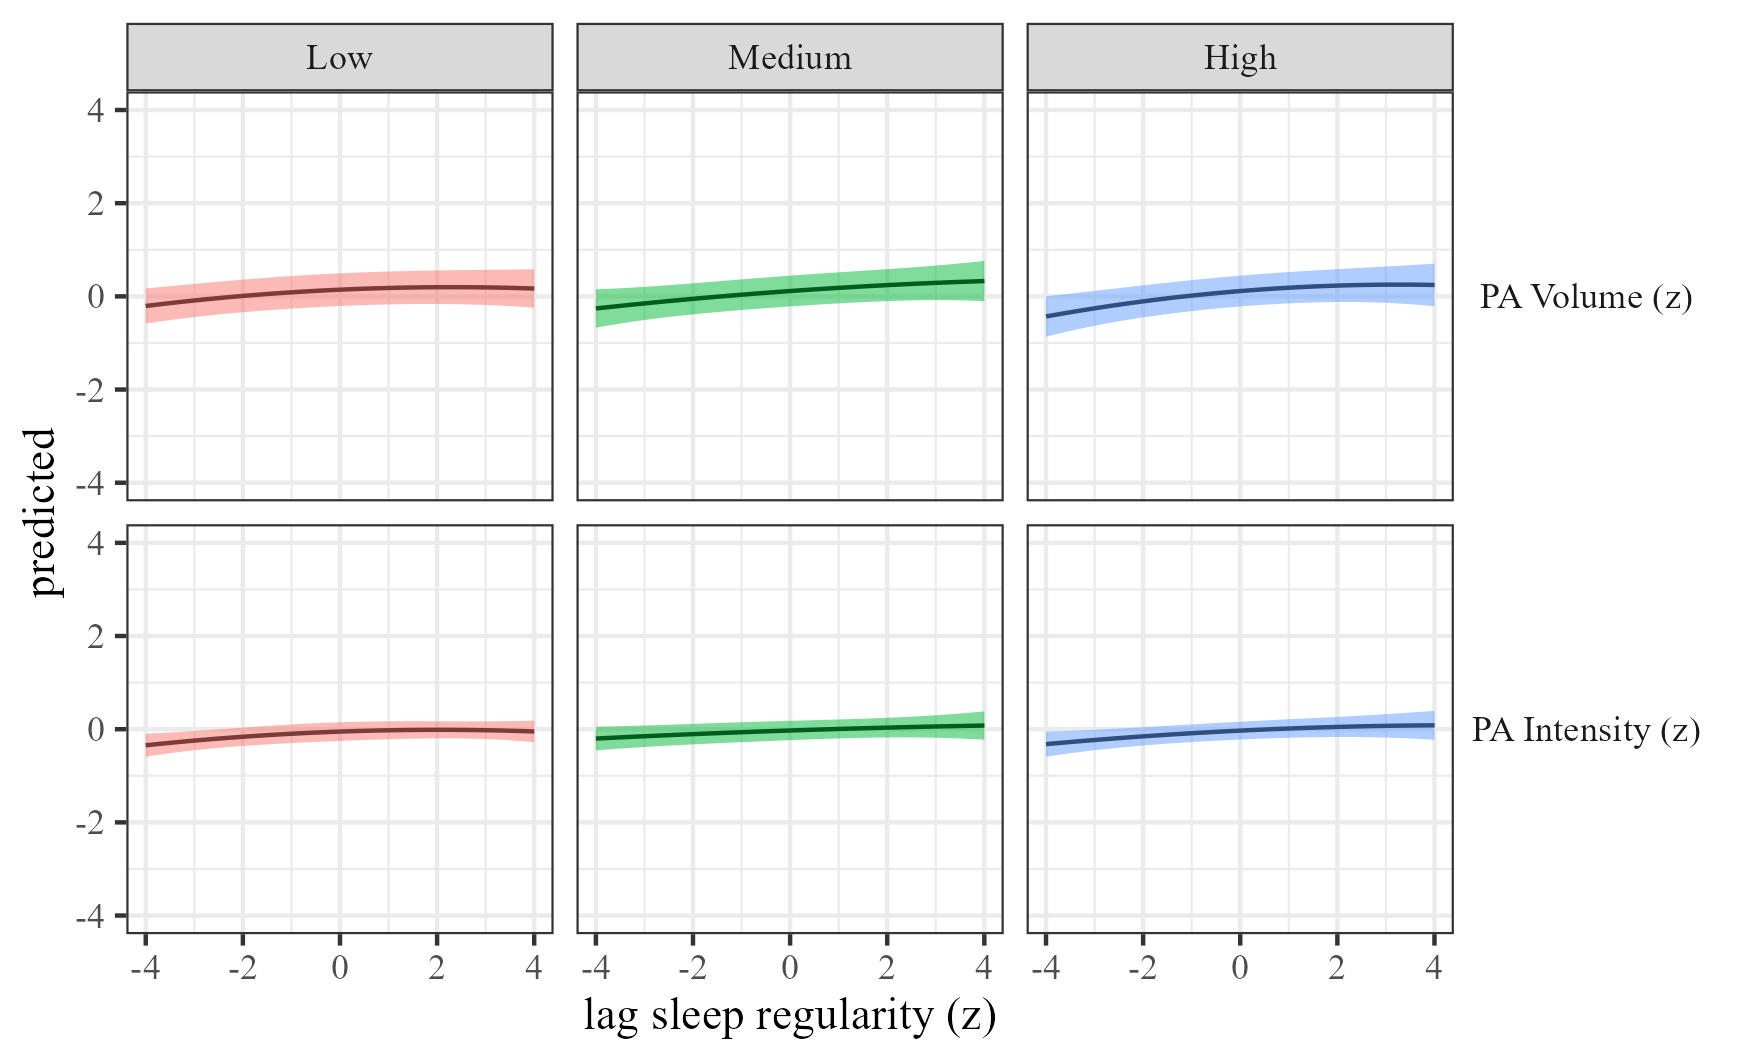 Low Medium High
4
2
0
-2
-4
PA Volume (z)
predicted
4
2
0
-2
-4
PA Intensity (z)
-4 -2 0 2 4 -4 -2 0 2 4 -4 -2 0 2 4
lag sleep regularity (z)